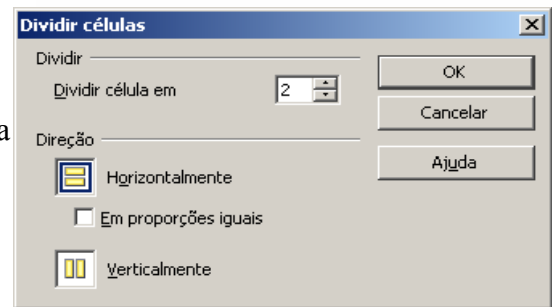 Dividir células
Dividir
Dividir célula em 2
OK
Cancelar
a
Direção
Ajuda
Horizontalmente
Em proporções iguais
Verticalmente